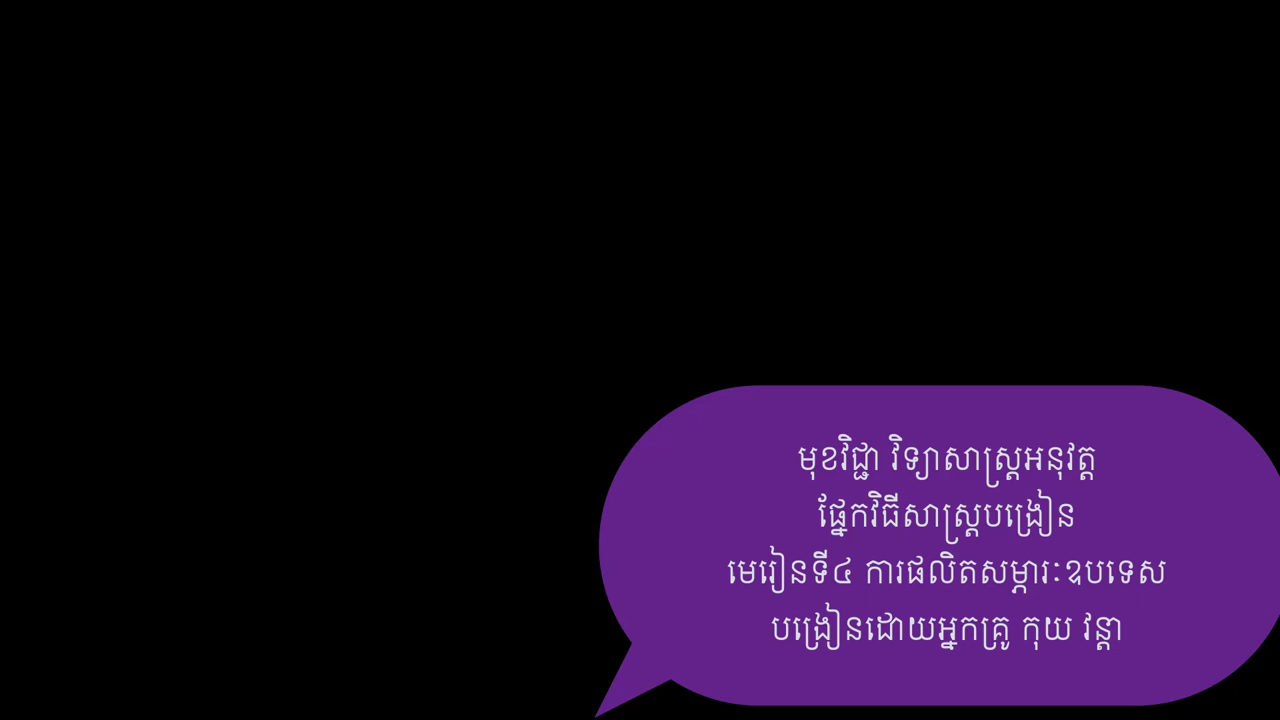 មុខវិជ្ជា វិទ្យាសាស្ត្រអនុវត្ត
ផ្នែកវិធីសាស្ត្របង្រៀន
មេរៀនទី៤ ការផលិតសម្ភារៈឧបទេស
បង្រៀនដោយអ្នកគ្រូ កុយ វន្តា